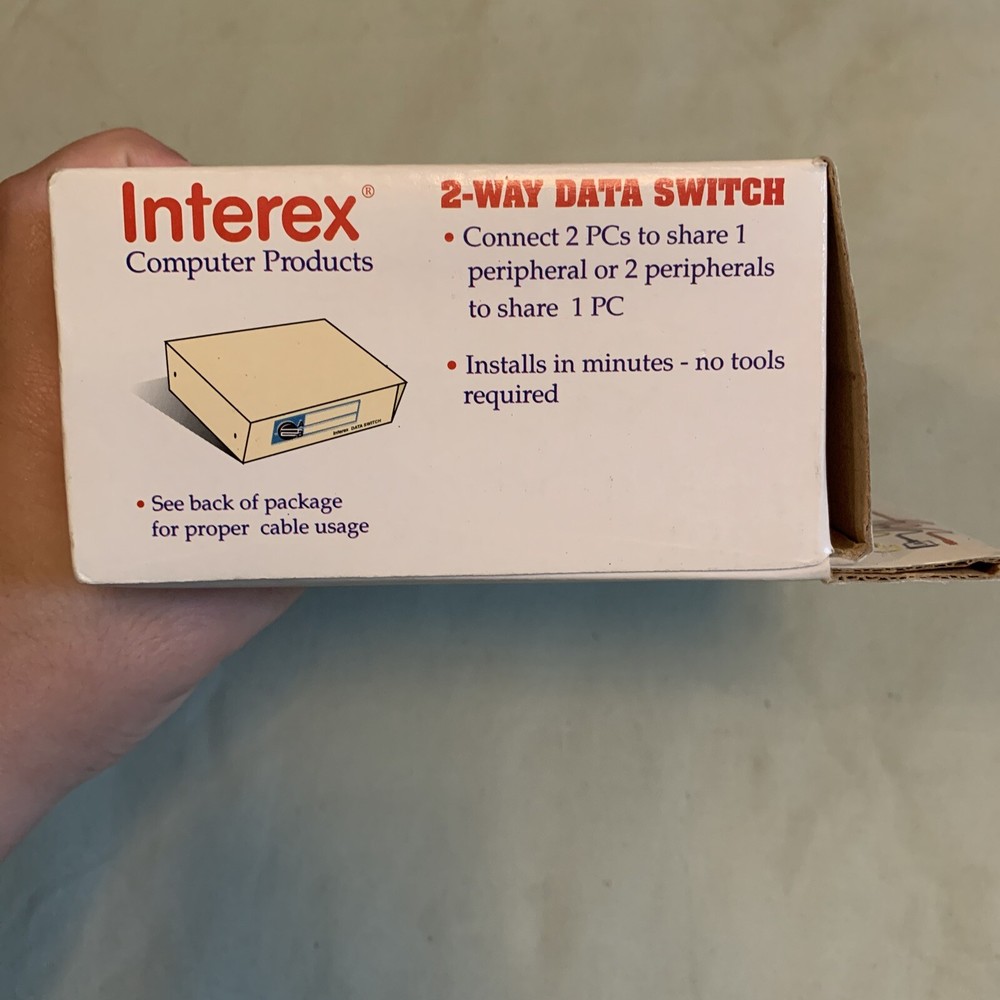 Interex®
Computer Products
2-WAY DATA SWITCH
• Connect 2 PCs to share 1
peripheral or 2 peripherals
to share 1 PC
• Installs in minutes - no tools
required
Interex DATA SWITCH
• See back of package
for proper cable usage